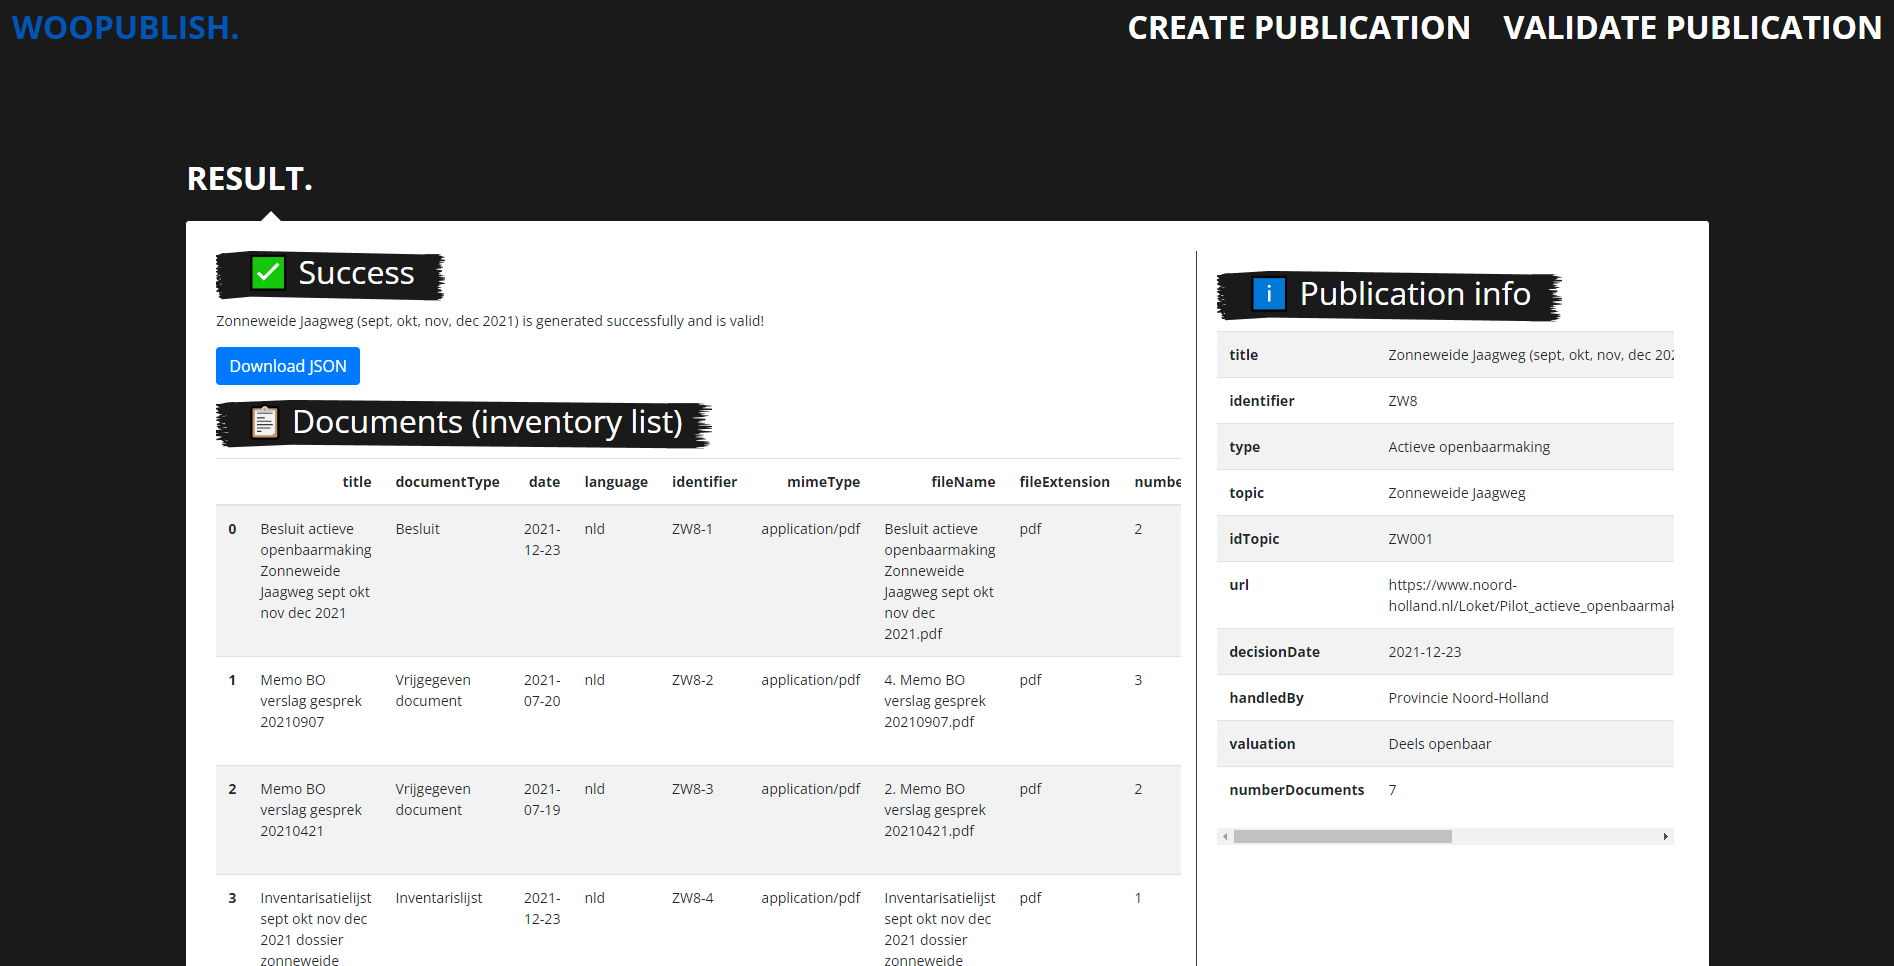 WOOPUBLISH.
CREATE PUBLICATION VALIDATE PUBLICATION
RESULT.
Success
Zonneweide Jaagweg (sept, okt, nov, dec 2021) is generated successfully and is valid!
Download JSON
Documents (inventory list)
title documentType date language identifier mimeType fileName fileExtension numbe
0 Besluit actieve Besluit 2021- nld ZW8-1 application/pdf Besluit actieve pdf 2
openbaarmaking 12-23 openbaarmaking
Zonneweide Zonneweide
Jaagweg sept okt Jaagweg sept okt
nov dec 2021 nov dec
2021.pdf
1 Memo BO Vrijgegeven 2021- nld ZW8-2 application/pdf 4. Memo BO pdf 3
verslag gesprek document 07-20 verslag gesprek
20210907 20210907.pdf
2 Memo BO Vrijgegeven 2021- nld ZW8-3 application/pdf 2. Memo BO pdf 2
verslag gesprek document 07-19 verslag gesprek
20210421 20210421.pdf
3 Inventarisatielijst Inventarislijst 2021- nld ZW8-4 application/pdf Inventarisatielijst pdf 1
sept okt nov dec 12-23 sept okt nov dec
2021 dossier 2021 dossier
zonneweide zonneweide
Publication info
title Zonneweide Jaagweg (sept, okt, nov, dec 202
identifier ZW8
type Actieve openbaarmaking
topic Zonneweide Jaagweg
idTopic ZW001
url https://www.noord-
holland.nl/Loket/Pilot_actieve_openbaarmak
decisionDate 2021-12-23
handledBy Provincie Noord-Holland
valuation Deels openbaar
numberDocuments 7